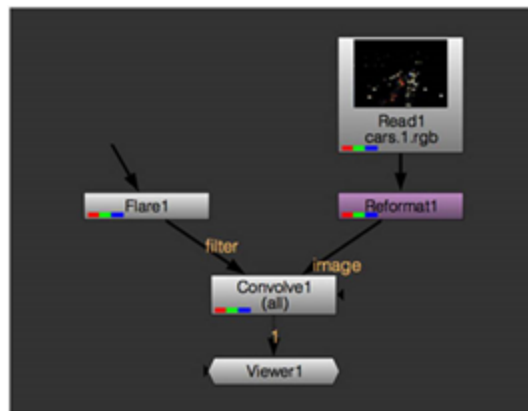 Read1
cars.1.rgb
Flare1
Reformat1
filter
image
Convolve1
(all)
1
Viewer1